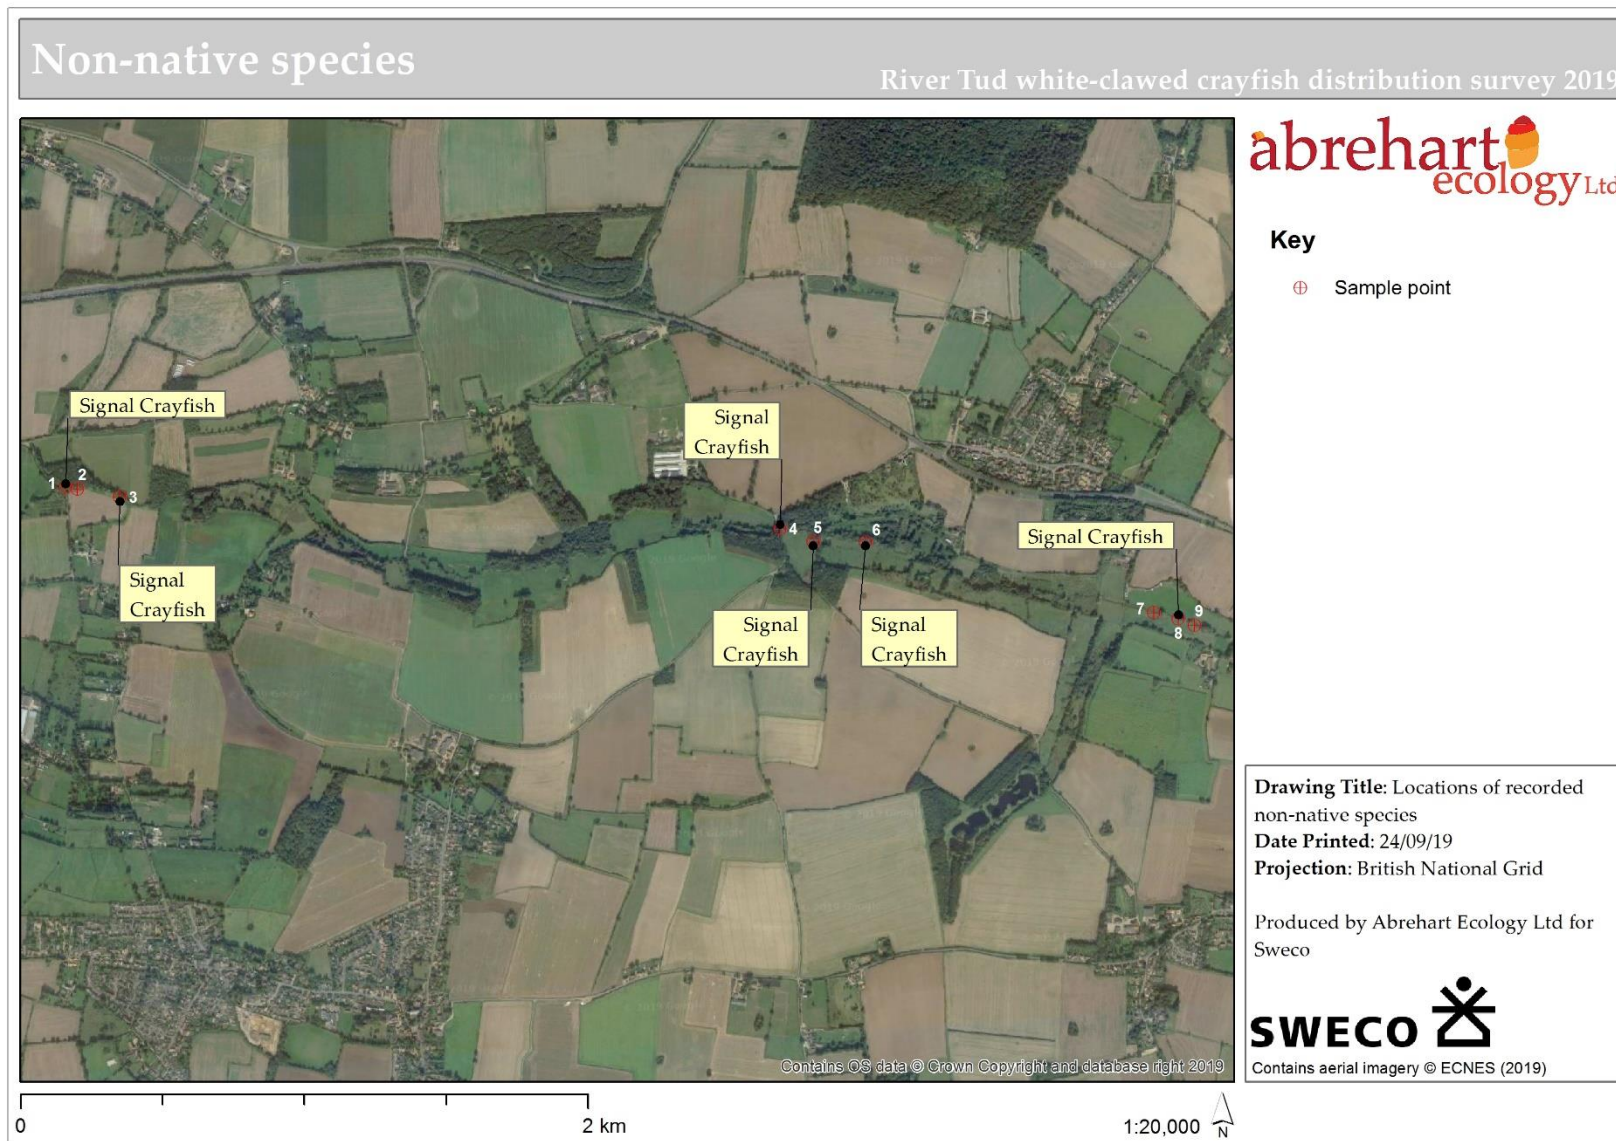 Non-native species
River Tud white-clawed crayfish distribution survey 2019
abrehart
ecology Ltd
Key
Sample point
Signal Crayfish
1
2
3
Signal
Crayfish
Signal
Crayfish
4
5
6
Signal
Crayfish
Signal
Crayfish
Signal Crayfish
7
8
9
Contains OS data © Crown Copyright and database right 2019
Drawing Title: Locations of recorded
non-native species
Date Printed: 24/09/19
Projection: British National Grid
Produced by Abrehart Ecology Ltd for
Sweco
SWECO
Contains aerial imagery © ECNES (2019)
0
2 km
1:20,000
N